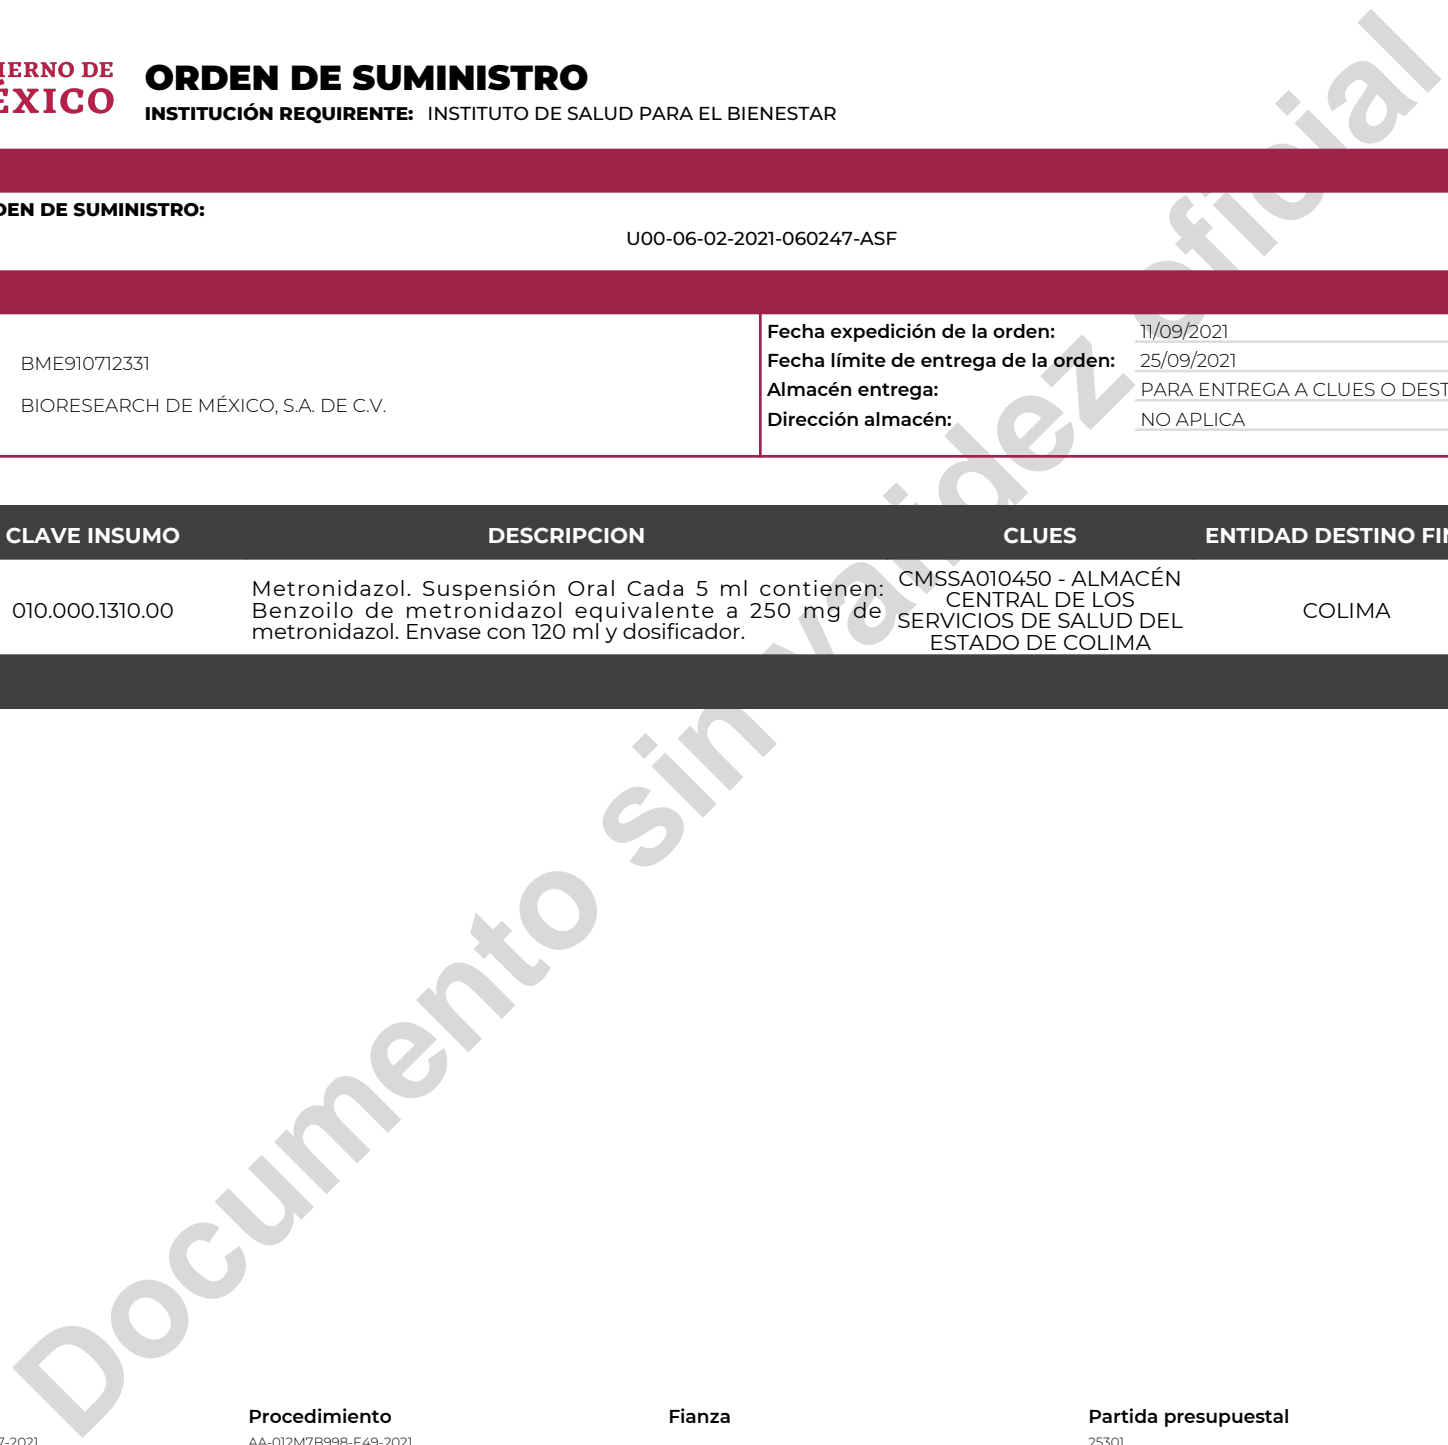 IERNO DE
ÉXICO
ORDEN DE SUMINISTRO
INSTITUCIÓN REQUIRENTE: INSTITUTO DE SALUD PARA EL BIENESTAR
DEN DE SUMINISTRO:
U00-06-02-2021-060247-ASF
BME910712331
BIORESEARCH DE MÉXICO, S.A. DE C.V.
Fecha expedición de la orden: 11/09/2021
Fecha límite de entrega de la orden: 25/09/2021
Almacén entrega: PARA ENTREGA A CLUES O DEST
Dirección almacén: NO APLICA
CLAVE INSUMO DESCRIPCION CLUES ENTIDAD DESTINO FIN
010.000.1310.00
Metronidazol. Suspensión Oral Cada 5 ml contienen:
Benzoilo de metronidazol equivalente a 250 mg de
metronidazol. Envase con 120 ml y dosificador.
CMSSA010450 - ALMACÉN
CENTRAL DE LOS
SERVICIOS DE SALUD DEL
ESTADO DE COLIMA
COLIMA
Documento sin validez oficial
Procedimiento Fianza Partida presupuestal
7-2021 AA-012M7B998-E49-2021 25301